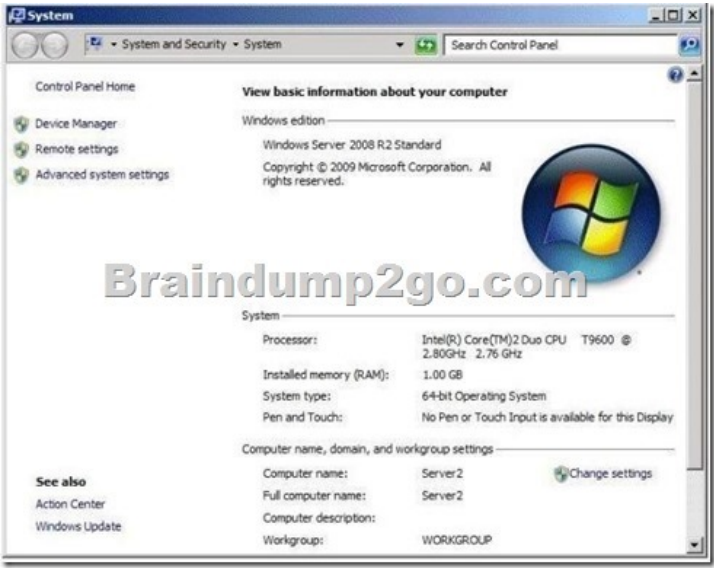 System
System and Security
System
Search Control Panel
Control Panel Home
Device Manager
Remote settings
Advanced system settings
View basic information about your computer
Windows edition
Windows Server 2008 R2 Standard
Copyright © 2009 Microsoft Corporation. All
rights reserved.
Braindump2go.com
System
Processor: Intel(R) Core(TM)2 Duo CPU T9600 @
2.80GHz 2.76 GHz
Installed memory (RAM): 1.00 GB
System type: 64-bit Operating System
Pen and Touch: No Pen or Touch Input is available for this Display
Computer name, domain, and workgroup settings
Computer name: Server2
Change settings
Full computer name: Server2
Computer description:
Workgroup: WORKGROUP
See also
Action Center
Windows Update